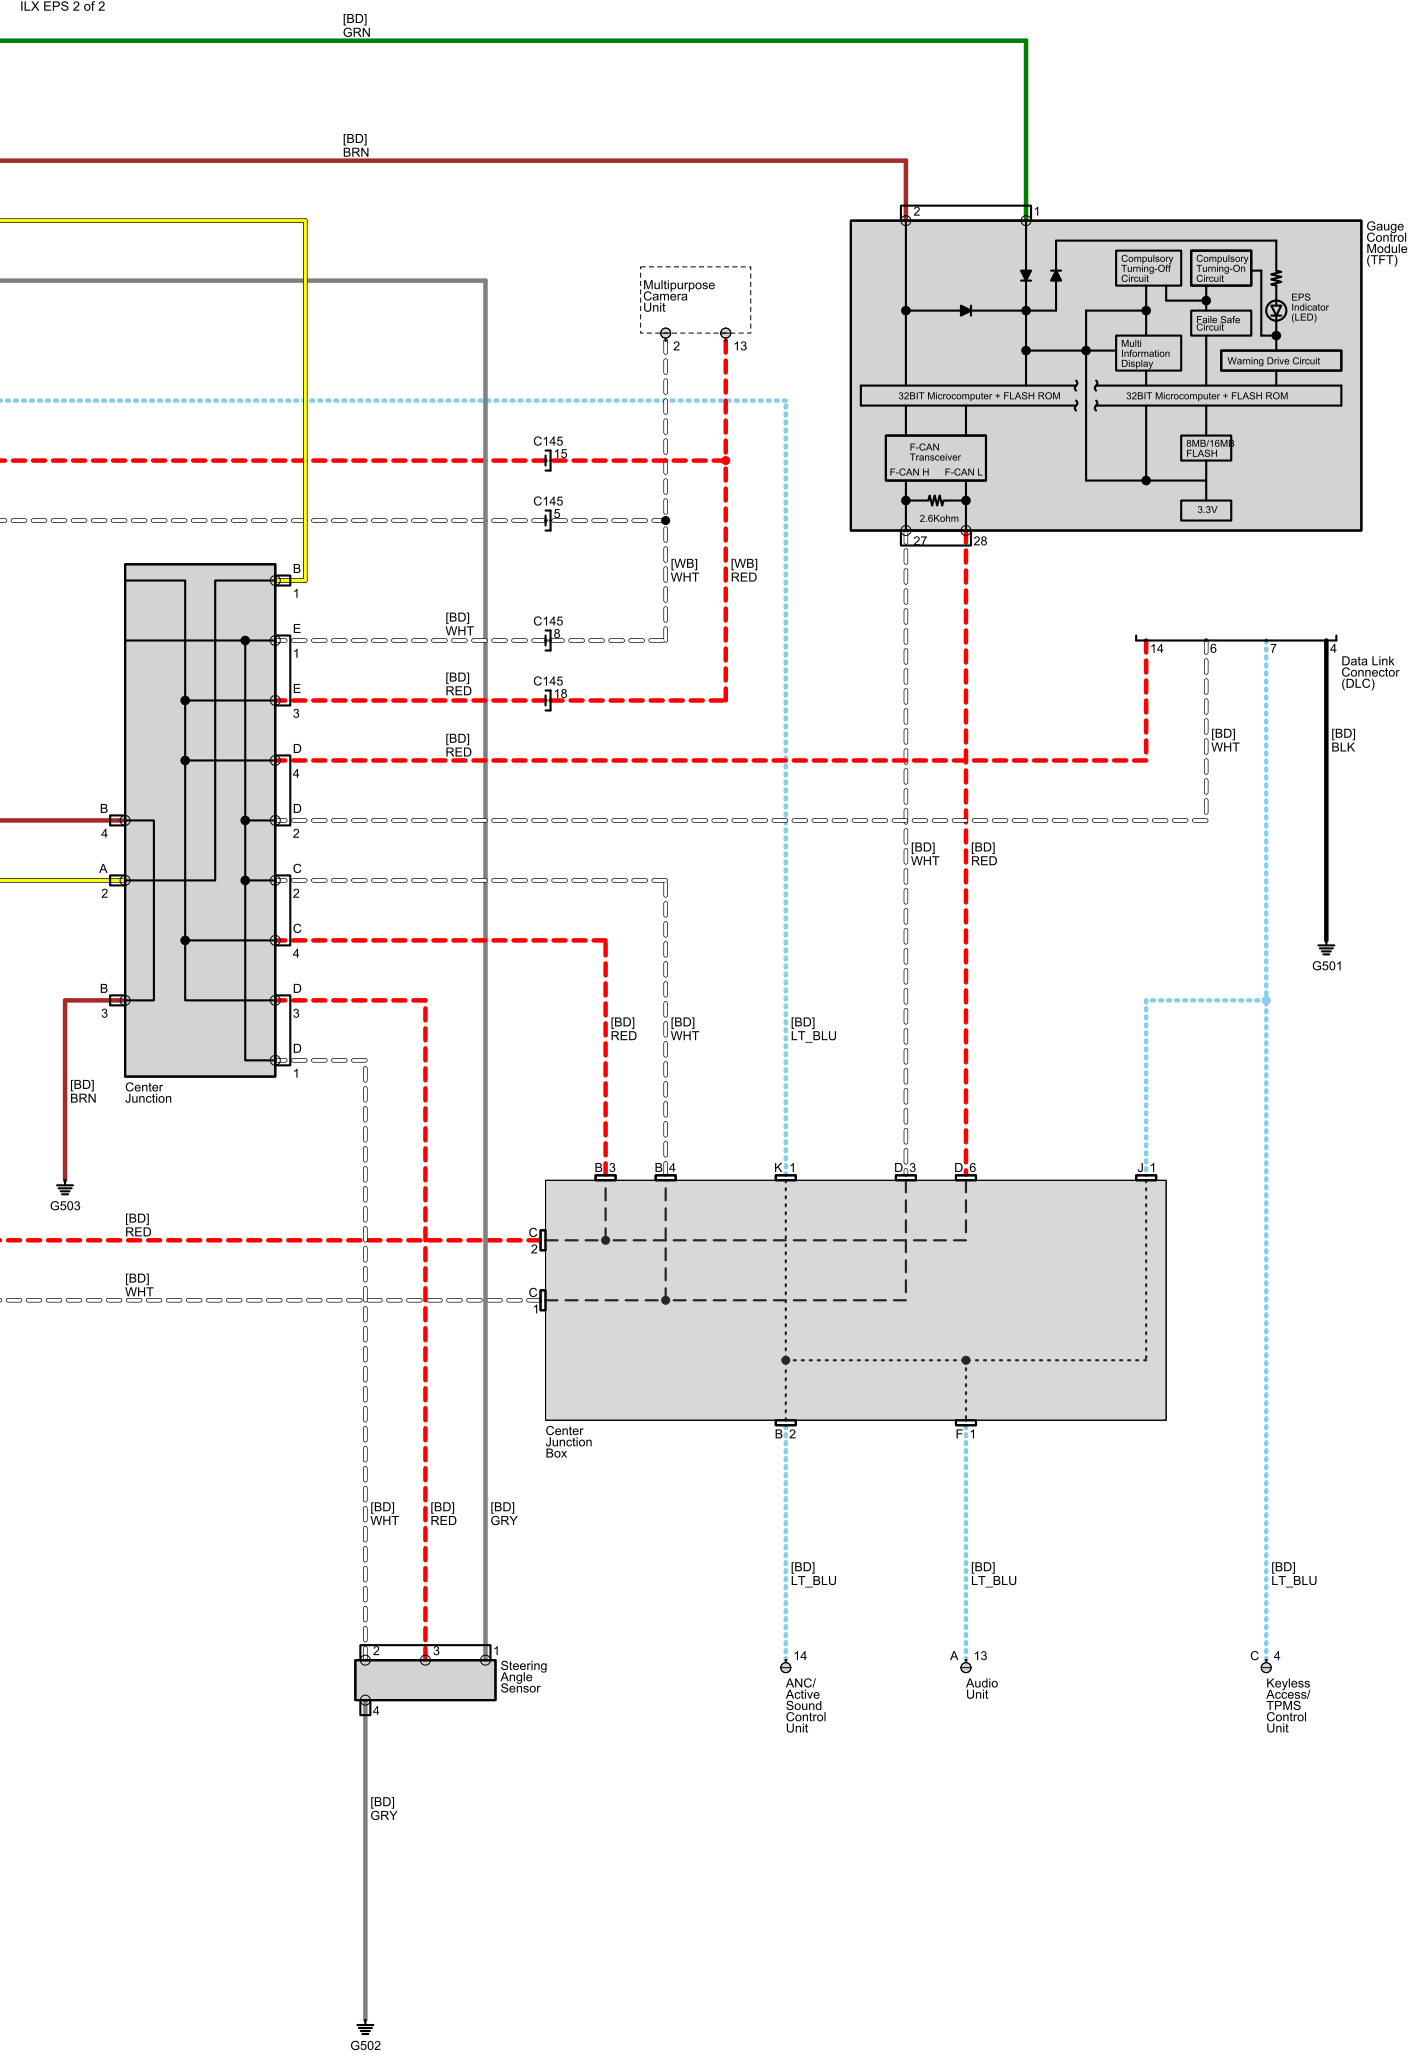 ILX EPS 2 of 2
[BD]
GRN
[BD]
BRN
2
1
Gauge
Control
Module
(TFT)
Compulsory
Turning-Off
Circuit
Compulsory
Turning-On
Circuit
EPS
Indicator
(LED)
Faile Safe
Circuit
Multi
Information
Display
Warning Drive Circuit
32BIT Microcomputer + FLASH ROM
32BIT Microcomputer + FLASH ROM
F-CAN
Transceiver
F-CAN H
F-CAN L
8MB/16MB
FLASH
2.6Kohm
3.3V
27
28
Multipurpose
Camera
Unit
2
13
C145
15
C145
5
[WB]
WHT
[WB]
RED
B
1
E
1
[BD]
WHT
C145
8
E
3
[BD]
RED
C145
18
14
6
7
4
Data Link
Connector
(DLC)
D
4
[BD]
RED
[BD]
WHT
[BD]
BLK
B
4
D
2
[BD]
WHT
[BD]
RED
A
2
C
2
C
4
G501
B
3
D
3
[BD]
RED
[BD]
WHT
[BD]
LT_BLU
D
1
Center
Junction
[BD]
BRN
G503
B 3
B 4
K 1
D 3
D 6
J 1
[BD]
RED
C
2
[BD]
WHT
C
1
Center
Junction
Box
B 2
F 1
[BD]
WHT
[BD]
RED
[BD]
GRY
[BD]
LT_BLU
[BD]
LT_BLU
[BD]
LT_BLU
2
3
1
Steering
Angle
Sensor
4
14
ANC/
Active
Sound
Control
Unit
A 13
Audio
Unit
C 4
Keyless
Access/
TPMS
Control
Unit
[BD]
GRY
G502